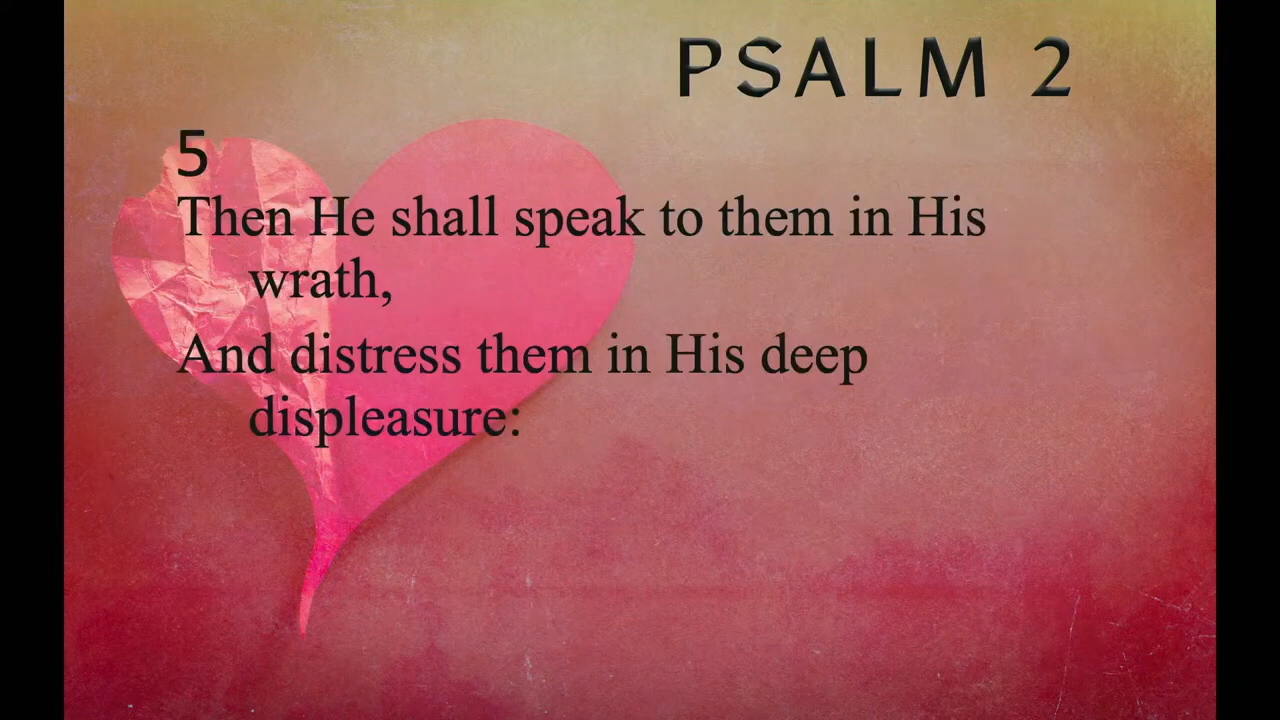 PSALM 2
5
Then He shall speak to them in His
wrath,
And distress them in His deep
displeasure: